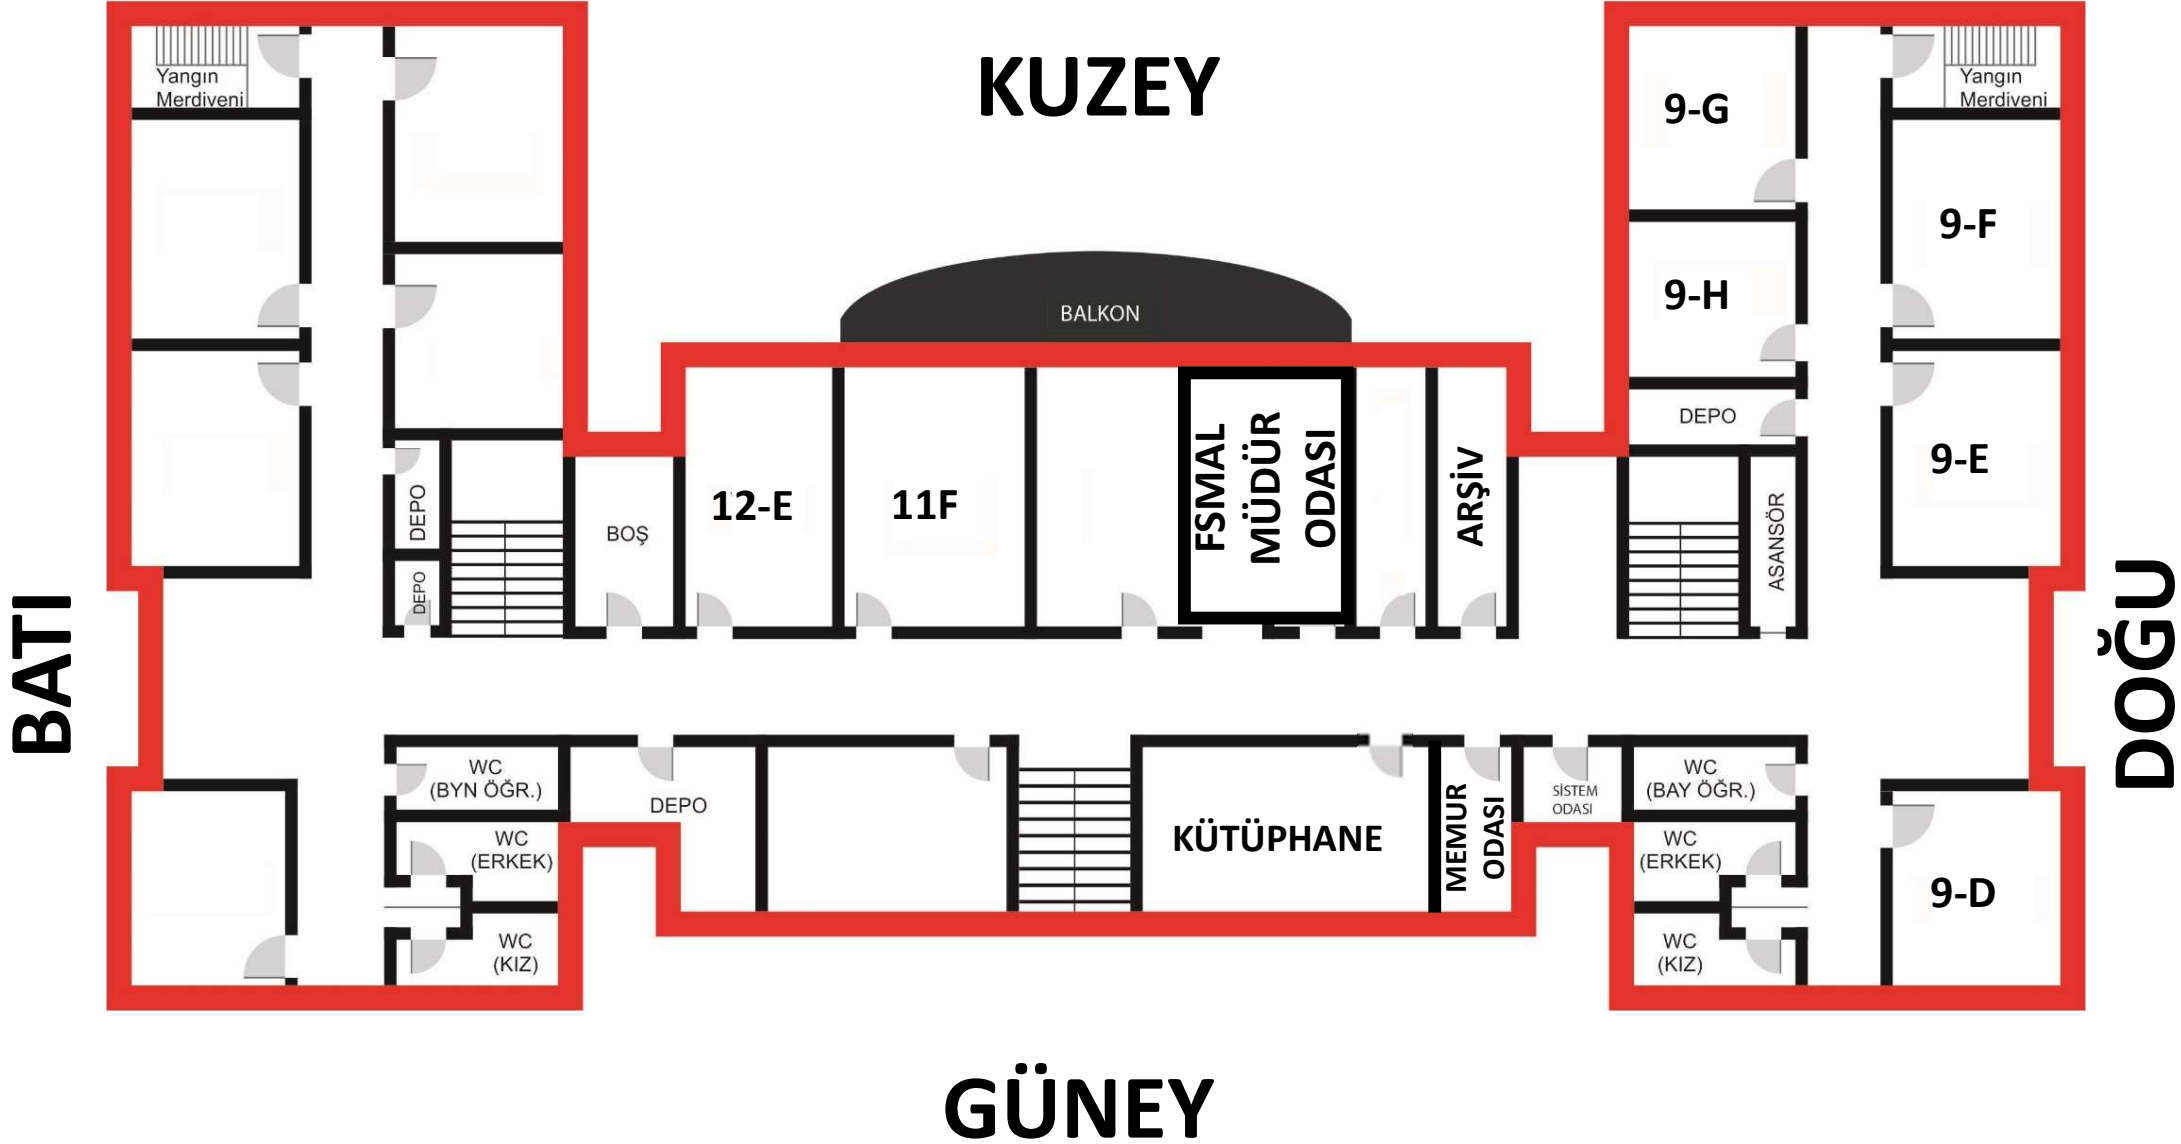 KUZEY
Yangın
Merdiveni
Yangın
Merdiveni
9-G
9-F
9-H
BALKON
DEPO
9-E
DEPO
DEPO
BOŞ
12-E
11F
FSMAL
MÜDÜR
ODASI
ARŞİV
ASANSÖR
BATI
DOĞU
WC
(BYN ÖĞR.)
DEPO
WC
(ERKEK)
WC
(KIZ)
KÜTÜPHANE
MEMUR
ODASI
SİSTEM
ODASI
WC
(BAY ÖĞR.)
WC
(ERKEK)
WC
(KIZ)
9-D
GÜNEY